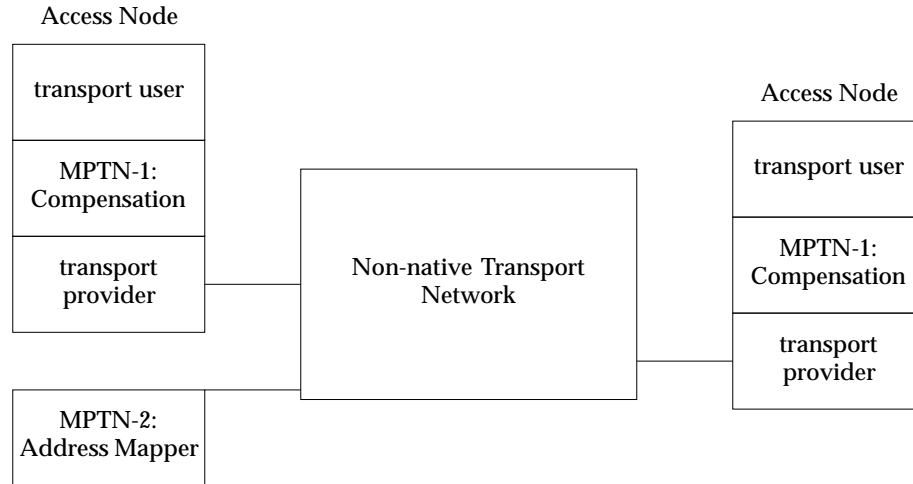 Access Node
transport user
MPTN-1:
Compensation
transport
provider
MPTN-2:
Address Mapper
Non-native Transport
Network
Access Node
transport user
MPTN-1:
Compensation
transport
provider